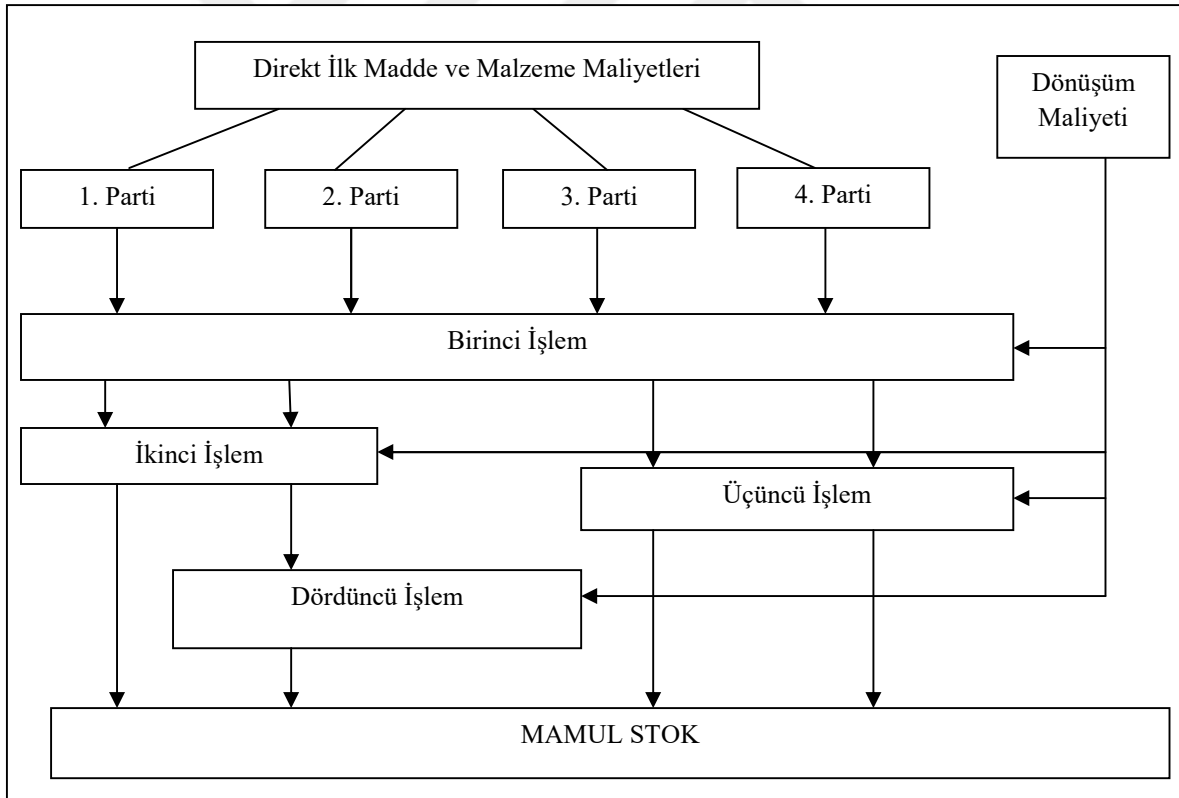 Direkt İlk Madde ve Malzeme Maliyetleri
Dönüşüm
Maliyeti
1. Parti
2. Parti
3. Parti
4. Parti
Birinci İşlem
İkinci İşlem
Üçüncü İşlem
Dördüncü İşlem
MAMUL STOK